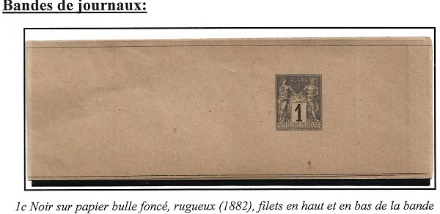 Bandes de journaux:
1
1c Noir sur papier bulle foncé, rugueux (1882), filets en haut et en bas de la bande